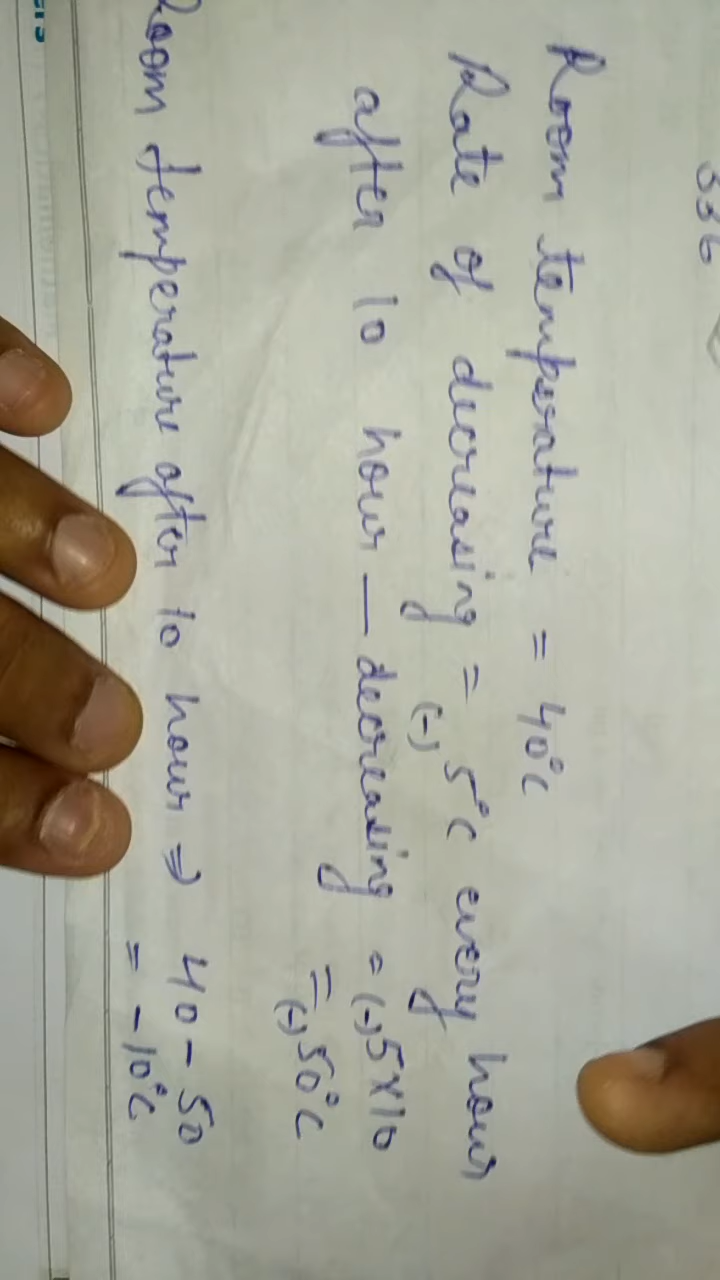 336
Room temperature = 40°C
Rate of decreasing = (-) 5°C every hour
after 10 hour — decreasing = (-) 5×10
= (-) 50°C
Room temperature after 10 hour ⇒ 40 - 50
= -10°C